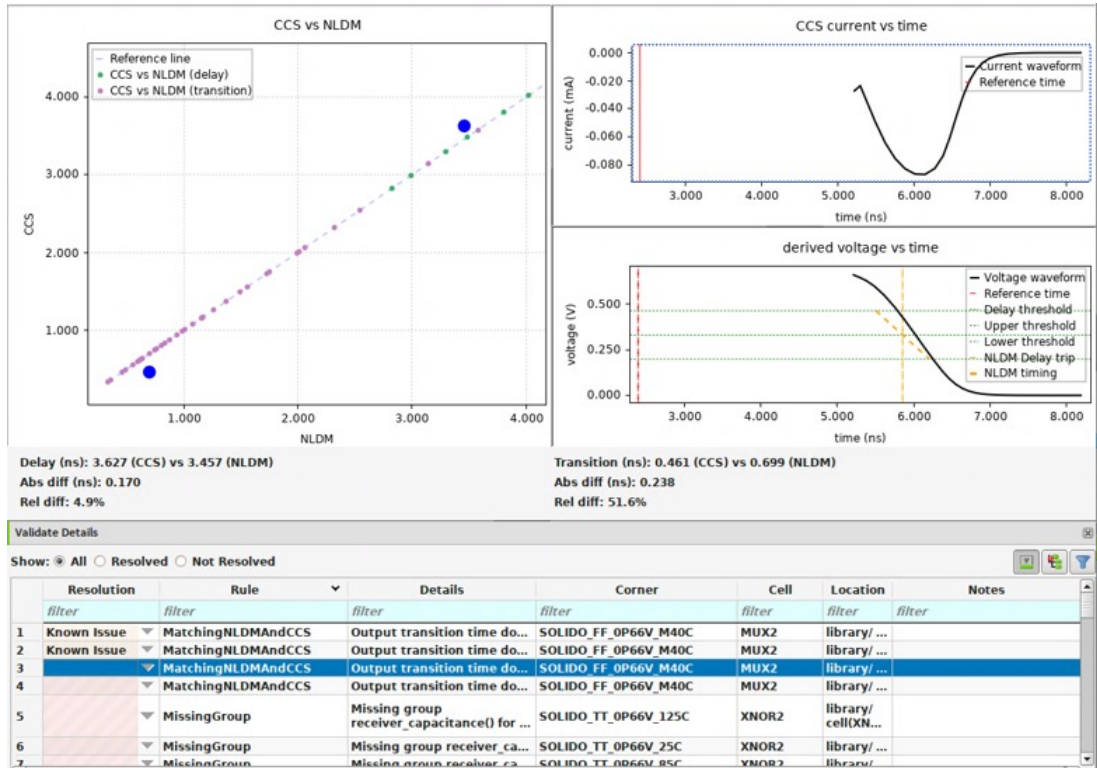 CCS vs NLDM
Reference line
CCS vs NLDM (delay)
CCS vs NLDM (transition)
4.000
3.000
2.000
1.000
CCS
1.000 2.000 3.000 4.000
NLDM
CCS current vs time
Current waveform
Reference time
0.000
-0.020
-0.040
-0.060
-0.080
current (mA)
3.000 4.000 5.000 6.000 7.000 8.000
time (ns)
derived voltage vs time
Voltage waveform
Reference time
Delay threshold
Upper threshold
Lower threshold
NLDM Delay trip
NLDM timing
0.500
0.250
0.000
voltage (V)
3.000 4.000 5.000 6.000 7.000 8.000
time (ns)
Delay (ns): 3.627 (CCS) vs 3.457 (NLDM)
Abs diff (ns): 0.170
Rel diff: 4.9%
Transition (ns): 0.461 (CCS) vs 0.699 (NLDM)
Abs diff (ns): 0.238
Rel diff: 51.6%
Validate Details
Show: All Resolved Not Resolved
Resolution Rule Details Corner Cell Location Notes
filter filter filter filter filter filter filter
1 Known Issue MatchingNLDMAndCCS Output transition time do... SOLIDO_FF_0P66V_M40C MUX2 library/ ...
2 Known Issue MatchingNLDMAndCCS Output transition time do... SOLIDO_FF_0P66V_M40C MUX2 library/ ...
3 MatchingNLDMAndCCS Output transition time do... SOLIDO_FF_0P66V_M40C MUX2 library/ ...
4 MatchingNLDMAndCCS Output transition time do... SOLIDO_FF_0P66V_M40C MUX2 library/ ...
5 MissingGroup Missing group receiver_capacitance() for ... SOLIDO_TT_0P66V_125C XNOR2 library/ cell(XN...
6 MissingGroup Missing group receiver_ca... SOLIDO_TT_0P66V_25C XNOR2 library/ ...
7 MissingGroup Missing group receiver_ca... SOLIDO_TT_0P66V_85C XNOR2 library/ ...